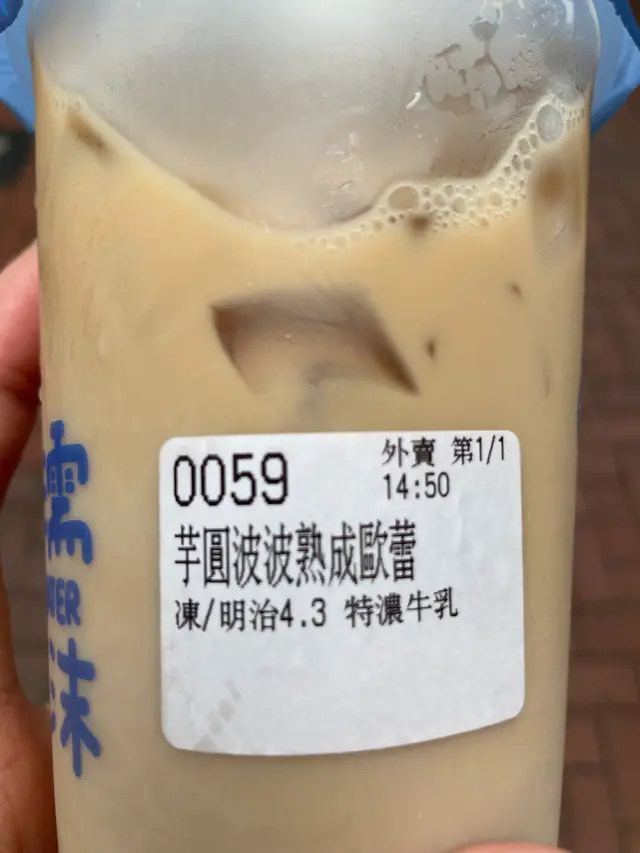 0059
外賣 第1/1
14:50
芋圓波波熟成歐蕾
凍/明治4.3 特濃牛乳
沫